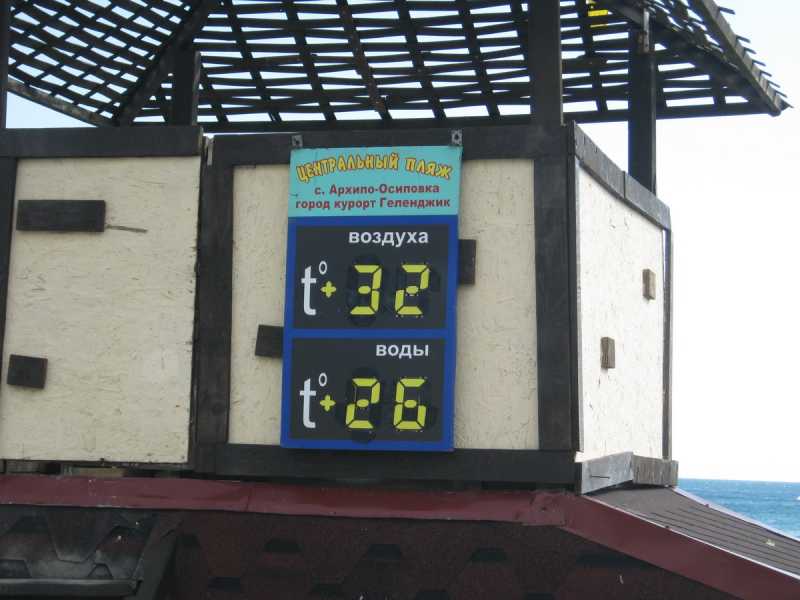 ЦЕНТРАЛЬНЫЙ ПЛЯЖ
с. Архипо-Осиповка
город курорт Геленджик
воздуха
t° +32
воды
t° +26